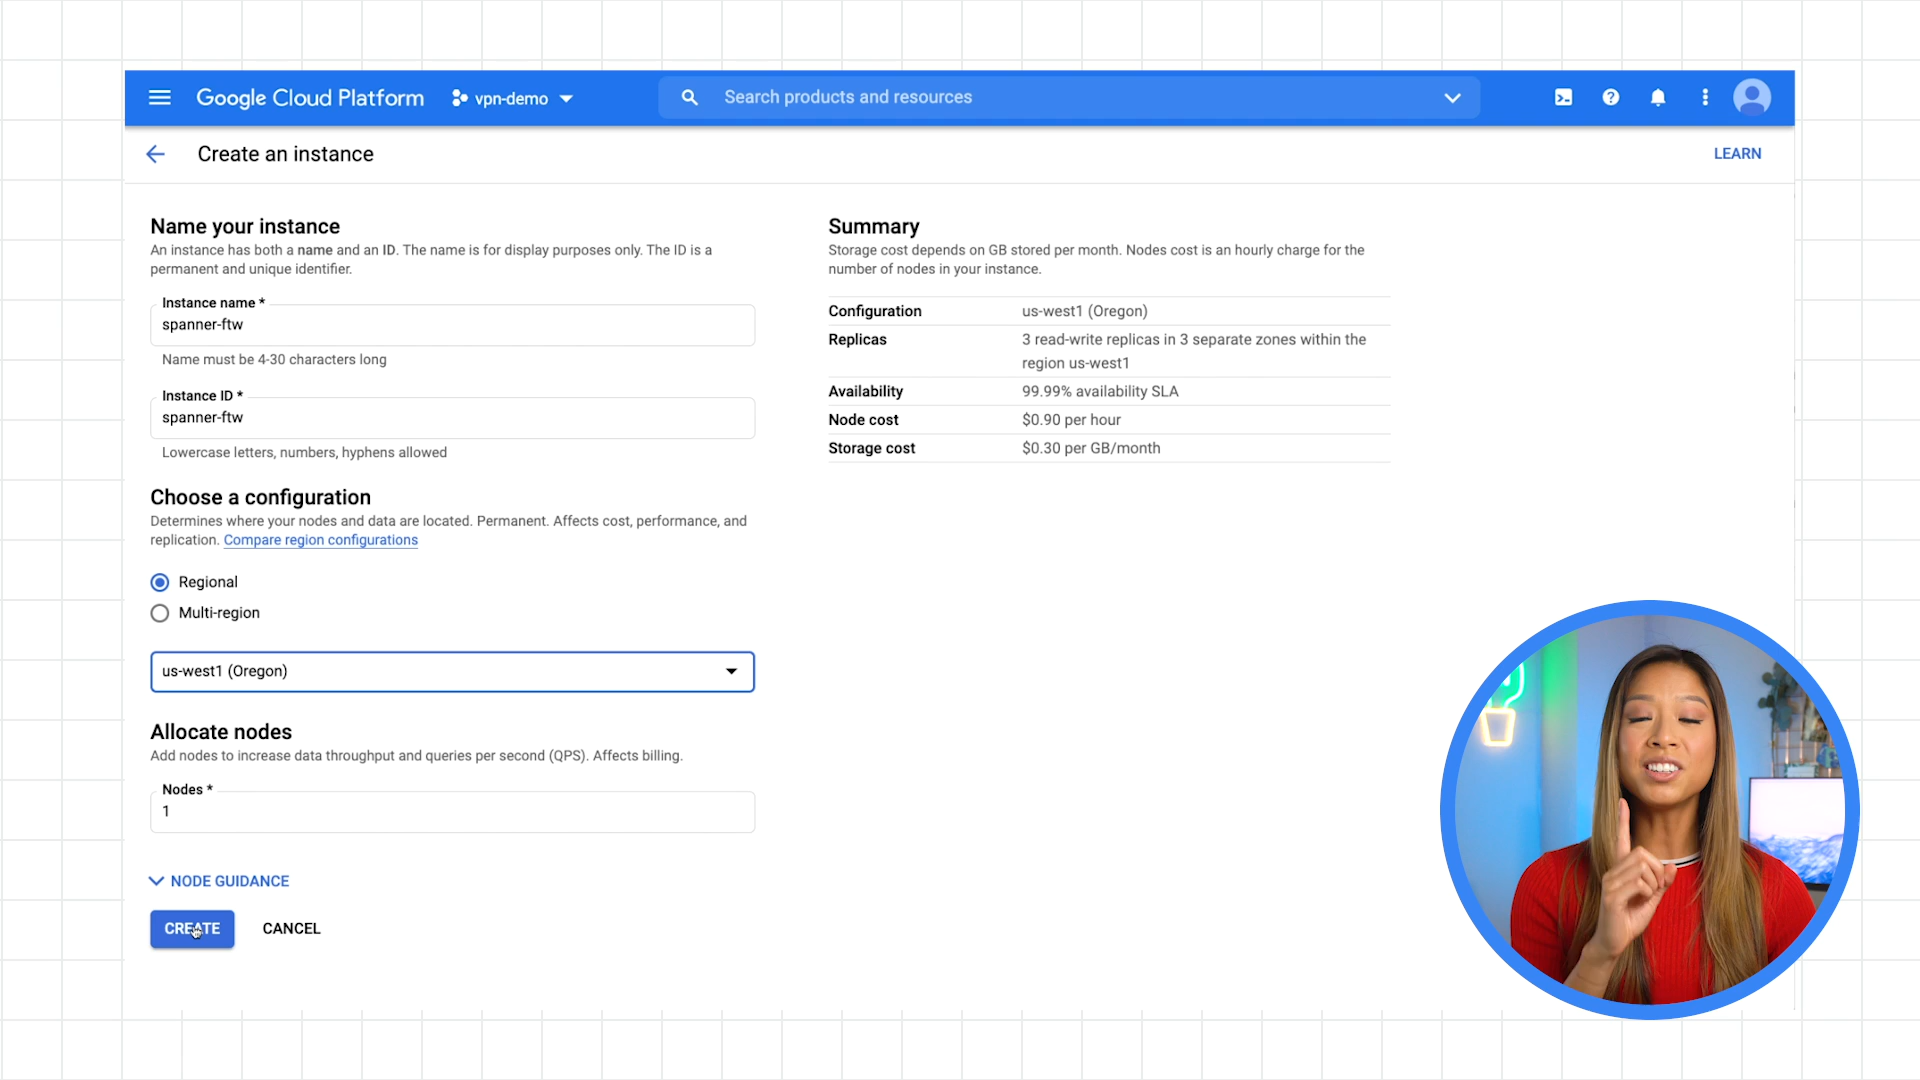 Google Cloud Platform
vpn-demo
Search products and resources
Create an instance
LEARN
Name your instance
An instance has both a name and an ID. The name is for display purposes only. The ID is a
permanent and unique identifier.
Instance name *
spanner-ftw
Name must be 4-30 characters long
Instance ID *
spanner-ftw
Lowercase letters, numbers, hyphens allowed
Choose a configuration
Determines where your nodes and data are located. Permanent. Affects cost, performance, and
replication. Compare region configurations
Regional
Multi-region
us-west1 (Oregon)
Allocate nodes
Add nodes to increase data throughput and queries per second (QPS). Affects billing.
Nodes *
1
NODE GUIDANCE
CREATE
CANCEL
Summary
Storage cost depends on GB stored per month. Nodes cost is an hourly charge for the
number of nodes in your instance.
Configuration us-west1 (Oregon)
Replicas 3 read-write replicas in 3 separate zones within the
region us-west1
Availability 99.99% availability SLA
Node cost $0.90 per hour
Storage cost $0.30 per GB/month